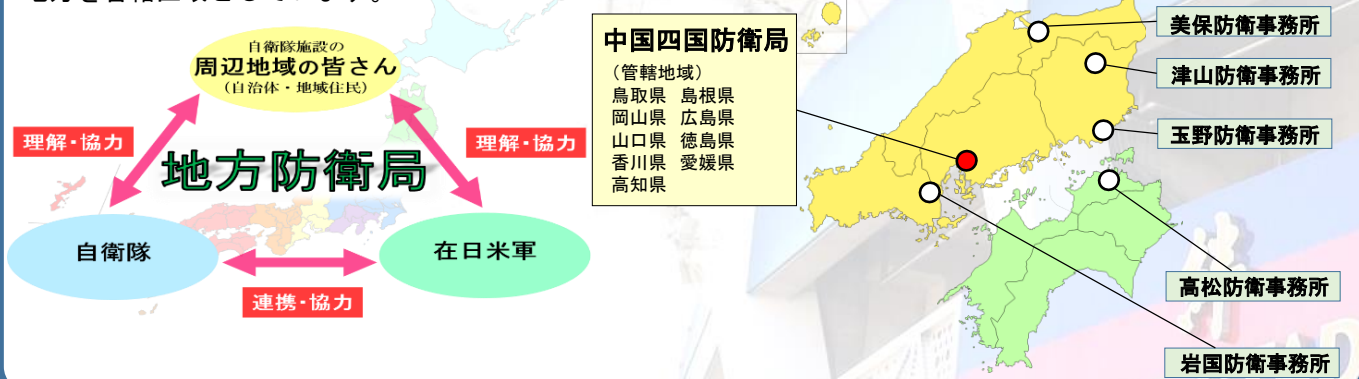 自衛隊施設の
周辺地域の皆さん
(自治体・地域住民)
理解・協力
理解・協力
地方防衛局
自衛隊
在日米軍
連携・協力
中国四国防衛局
(管轄地域)
鳥取県 島根県
岡山県 広島県
山口県 徳島県
香川県 愛媛県
高知県
美保防衛事務所
津山防衛事務所
玉野防衛事務所
高松防衛事務所
岩国防衛事務所